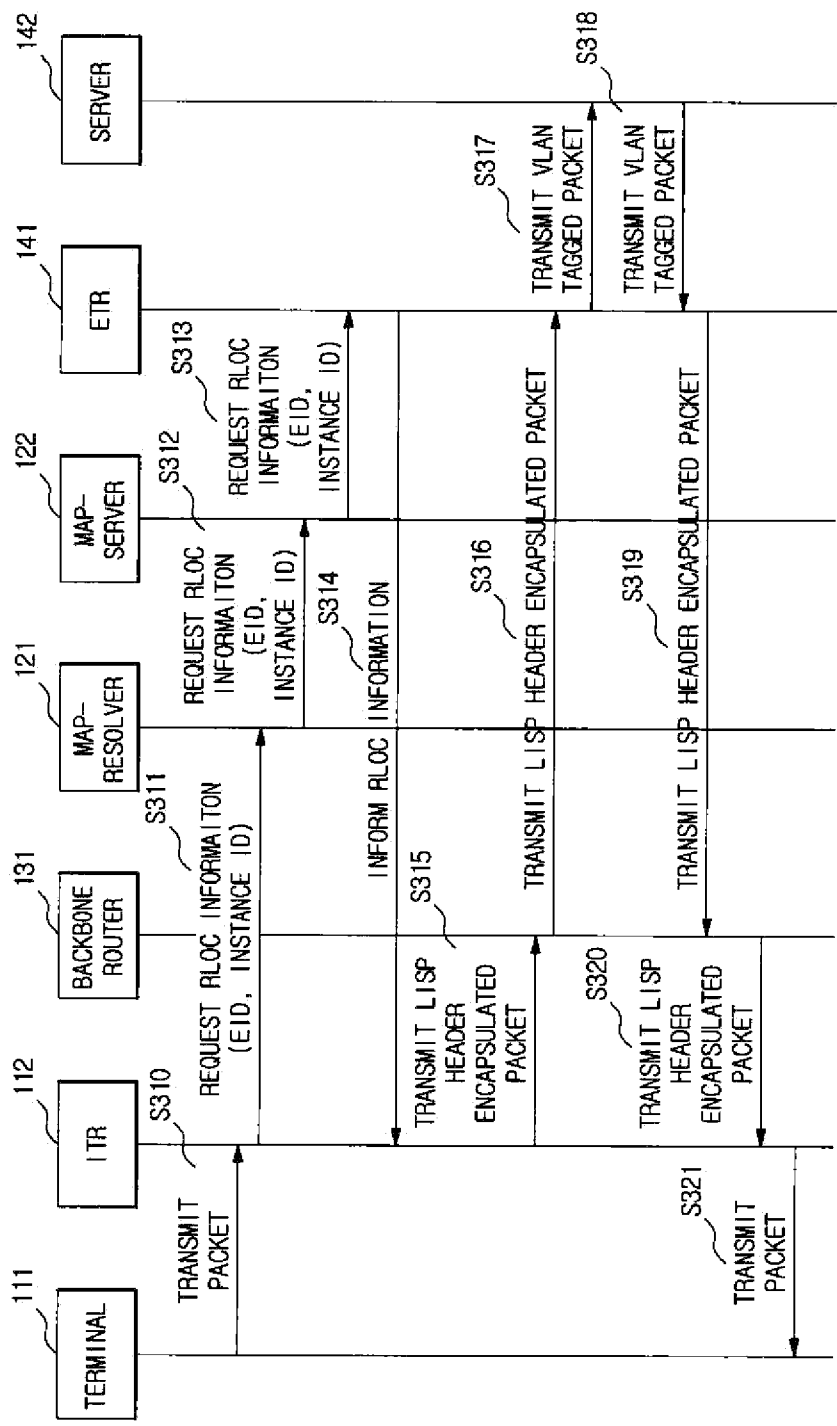 111
TERMINAL
112
ITR
131
BACKBONE
ROUTER
121
MAP-
RESOLVER
122
MAP-
SERVER
141
ETR
142
SERVER
S310
TRANSMIT
PACKET
S311
REQUEST RLOC INFORMAITON
(EID, INSTANCE ID)
S312
REQUEST RLOC
INFORMAITON
(EID,
INSTANCE ID)
S313
REQUEST RLOC
INFORMAITON
(EID,
INSTANCE ID)
S314
INFORM RLOC INFORMATION
S315
TRANSMIT LISP
HEADER
ENCAPSULATED
PACKET
S316
TRANSMIT LISP HEADER ENCAPSULATED PACKET
S317
TRANSMIT VLAN
TAGGED PACKET
S318
TRANSMIT VLAN
TAGGED PACKET
S319
TRANSMIT LISP HEADER ENCAPSULATED PACKET
S320
TRANSMIT LISP
HEADER
ENCAPSULATED
PACKET
S321
TRANSMIT
PACKET